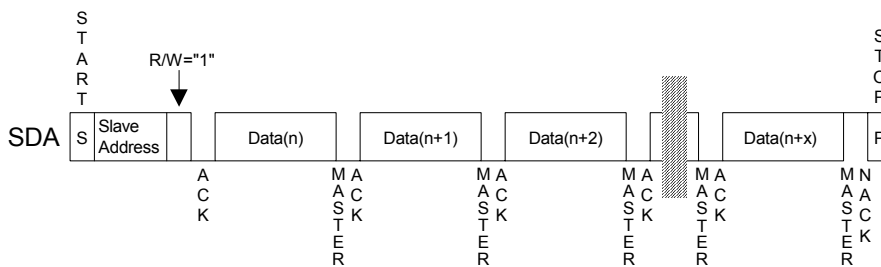 START
STOP
R/W="1"
SDA
S
Slave
Address
Data(n)
Data(n+1)
Data(n+2)
Data(n+x)
P
ACK
MASTER
ACK
MASTER
ACK
MASTER
ACK
MASTER
ACK
MASTER
NACK